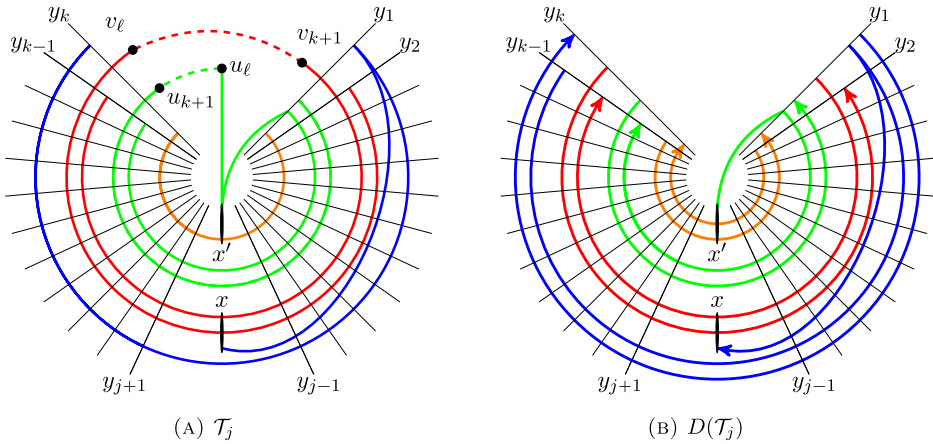 y_k
v_ℓ
v_{k+1}
y_1
y_{k−1}
y_2
u_ℓ
u_{k+1}
x′
x
y_{j+1}
y_{j−1}
(A) 𝒯_j
y_k
y_1
y_{k−1}
y_2
x′
x
y_{j+1}
y_{j−1}
(B) D(𝒯_j)